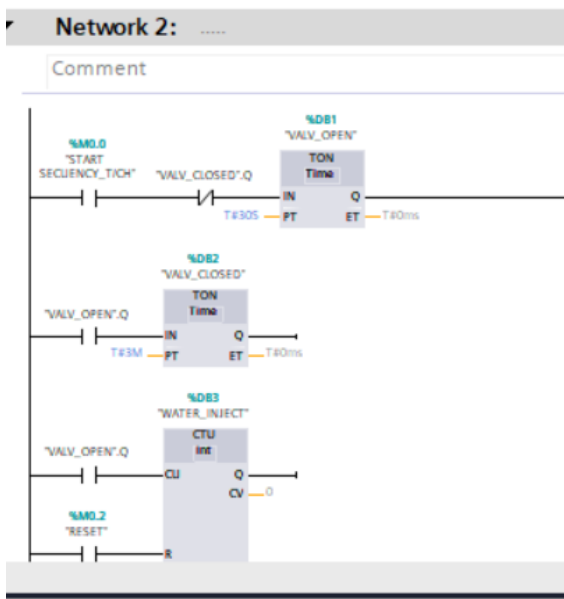 Network 2: .....
Comment
%DB1
"VALV_OPEN"
%M0.0
"START
SECUENCY_T/CH"
"VALV_CLOSED".Q
TON
Time
IN Q
T#30S PT ET T#0ms
%DB2
"VALV_CLOSED"
TON
Time
"VALV_OPEN".Q
IN Q
T#3M PT ET T#0ms
%DB3
"WATER_INJECT"
CTU
Int
"VALV_OPEN".Q
CU Q
CV 0
%M0.2
"RESET"
R